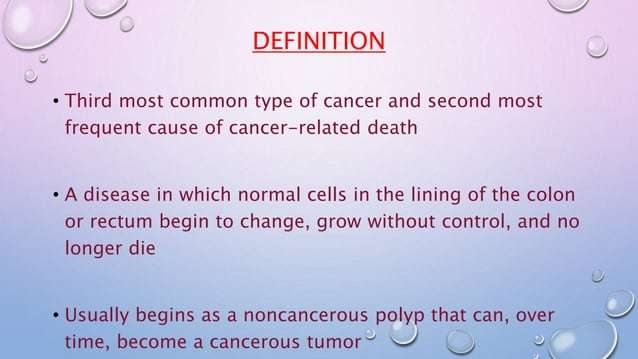 DEFINITION
• Third most common type of cancer and second most
frequent cause of cancer-related death
• A disease in which normal cells in the lining of the colon
or rectum begin to change, grow without control, and no
longer die
• Usually begins as a noncancerous polyp that can, over
time, become a cancerous tumor